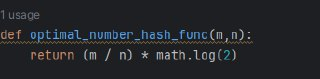 1 usage
def optimal_number_hash_func(m,n):
    return (m / n) * math.log(2)